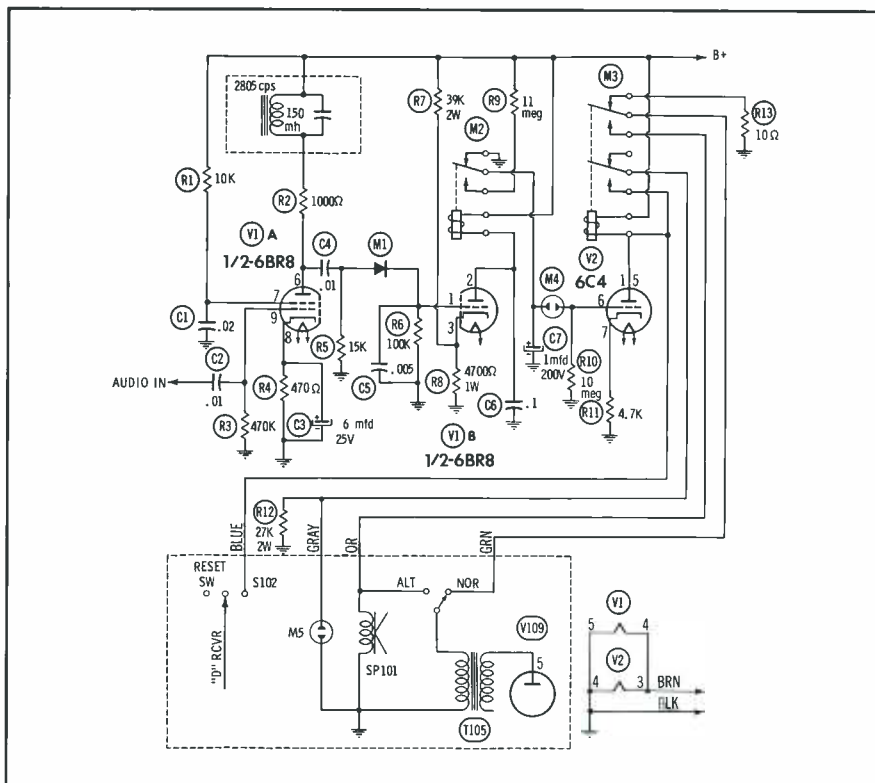 B+
2805 cps
150
mh
R1
10K
R2
1000Ω
R7
39K
2W
R9
11
meg
M2
M3
R13
10Ω
V1 A
1/2-6BR8
C4
.01
M1
V2
6C4
6
7
9
8
1
3
2
M4
1 5
6
7
C1
.02
R5
15K
R6
100K
C5
.005
C7
1mfd
200V
R10
10
meg
R11
4.7K
C2
.01
AUDIO IN
R4
470Ω
R8
4700Ω
1W
C6
.1
R3
470K
C3
6 mfd
25V
V1 B
1/2-6BR8
R12
27K
2W
BLUE
GRAY
OR
GRN
RESET
SW
S102
ALT
NOR
M5
"D" RCVR
SP101
V109
5
T105
V1
5 4
V2
4 3
BRN
BLK